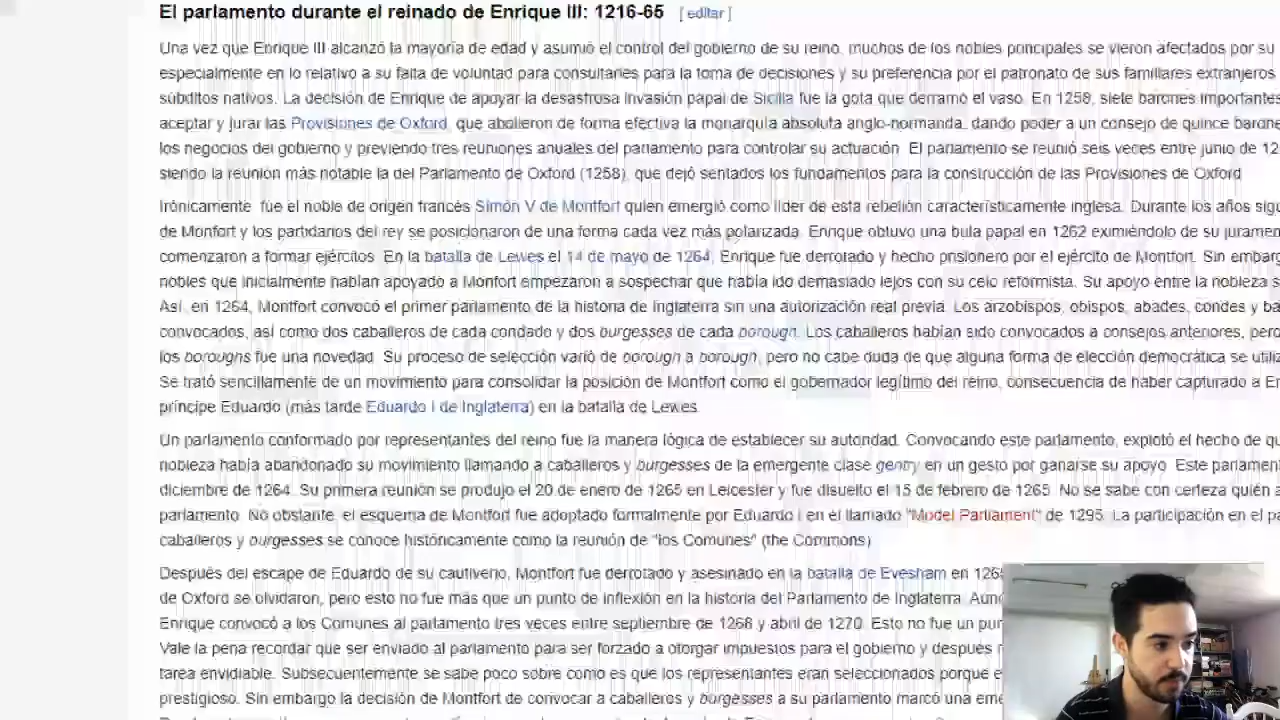 El parlamento durante el reinado de Enrique III: 1216-65 [editar]
Una vez que Enrique III alcanzó la mayoría de edad y asumió el control del gobierno de su reino, muchos de los nobles principales se vieron afectados por su
especialmente en lo relativo a su falta de voluntad para consultarles para la toma de decisiones y su preferencia por el patronato de sus familiares extranjeros
súbditos nativos. La decisión de Enrique de apoyar la desastrosa invasión papal de Sicilia fue la gota que derramó el vaso. En 1258, siete barones importantes
aceptar y jurar las Provisiones de Oxford, que abolieron de forma efectiva la monarquía absoluta anglo-normanda, dando poder a un consejo de quince barone
los negocios del gobierno y previendo tres reuniones anuales del parlamento para controlar su actuación. El parlamento se reunió seis veces entre junio de 12
siendo la reunión más notable la del Parlamento de Oxford (1258), que dejó sentados los fundamentos para la construcción de las Provisiones de Oxford.
Irónicamente, fue el noble de origen francés Simón V de Montfort quien emergió como líder de esta rebelión característicamente inglesa. Durante los años sigu
de Monfort y los partidarios del rey se posicionaron de una forma cada vez más polarizada. Enrique obtuvo una bula papal en 1262 eximiéndolo de su juramen
comenzaron a formar ejércitos. En la batalla de Lewes el 14 de mayo de 1264, Enrique fue derrotado y hecho prisionero por el ejército de Montfort. Sin embarg
nobles que inicialmente habían apoyado a Monfort empezaron a sospechar que había ido demasiado lejos con su celo reformista. Su apoyo entre la nobleza s
Así, en 1264, Montfort convocó el primer parlamento de la historia de Inglaterra sin una autorización real previa. Los arzobispos, obispos, abades, condes y ba
convocados, así como dos caballeros de cada condado y dos burgesses de cada borough. Los caballeros habían sido convocados a consejos anteriores, pero
los boroughs fue una novedad. Su proceso de selección varió de borough a borough, pero no cabe duda de que alguna forma de elección democrática se utiliz
Se trató sencillamente de un movimiento para consolidar la posición de Montfort como el gobernador legítimo del reino, consecuencia de haber capturado a E
príncipe Eduardo (más tarde Eduardo I de Inglaterra) en la batalla de Lewes.
Un parlamento conformado por representantes del reino fue la manera lógica de establecer su autoridad. Convocando este parlamento, explotó el hecho de qu
nobleza había abandonado su movimiento llamando a caballeros y burgesses de la emergente clase gentry en un gesto por ganarse su apoyo. Este parlamen
diciembre de 1264. Su primera reunión se produjo el 20 de enero de 1265 en Leicester y fue disuelto el 15 de febrero de 1265. No se sabe con certeza quién a
parlamento. No obstante, el esquema de Montfort fue adoptado formalmente por Eduardo I en el llamado "Model Parliament" de 1295. La participación en el pa
caballeros y burgesses se conoce históricamente como la reunión de "los Comunes" (the Commons)
Después del escape de Eduardo de su cautiverio, Montfort fue derrotado y asesinado en la batalla de Evesham en 126
de Oxford se olvidaron, pero esto no fue más que un punto de inflexión en la historia del Parlamento de Inglaterra. Aun
Enrique convocó a los Comunes al parlamento tres veces entre septiembre de 1268 y abril de 1270. Esto no fue un pun
Vale la pena recordar que ser enviado al parlamento para ser forzado a otorgar impuestos para el gobierno y después r
tarea envidiable. Subsecuentemente se sabe poco sobre como es que los representantes eran seleccionados porque e
prestigioso. Sin embargo la decisión de Montfort de convocar a caballeros y burgesses a su parlamento marcó una eme